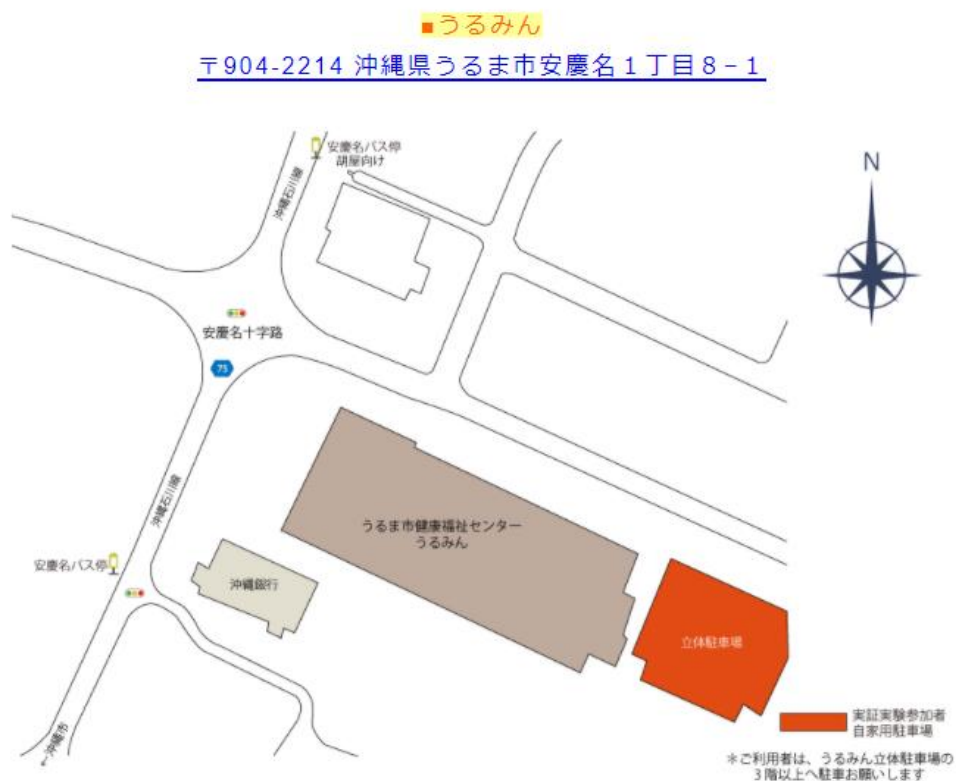 ■うるみん
〒904-2214 沖縄県うるま市安慶名1丁目8-1
安慶名バス停
胡屋向け
N
沖縄石川線
安慶名十字路
75
沖縄石川線
うるま市健康福祉センター
うるみん
安慶名バス停
沖縄銀行
立体駐車場
実証実験参加者
自家用駐車場
←沖縄市
＊ご利用者は、うるみん立体駐車場の
3階以上へ駐車お願いします